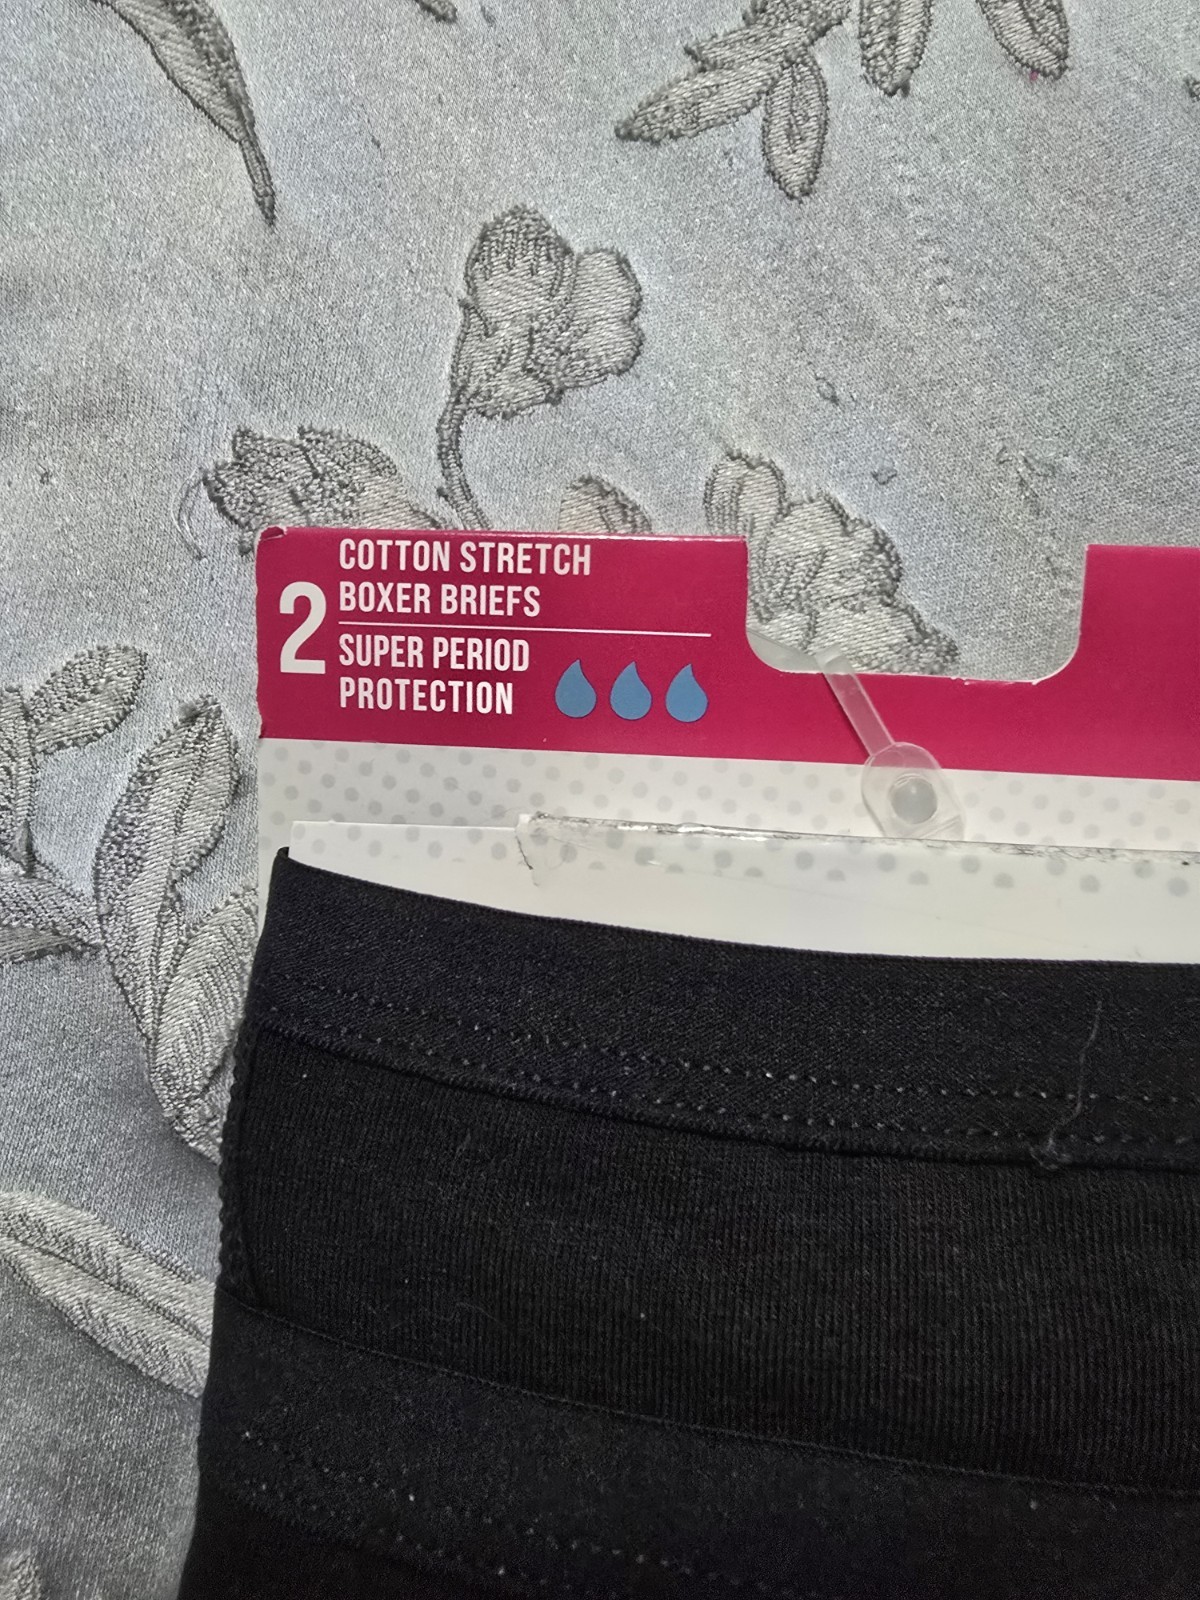 2
COTTON STRETCH
BOXER BRIEFS
SUPER PERIOD
PROTECTION